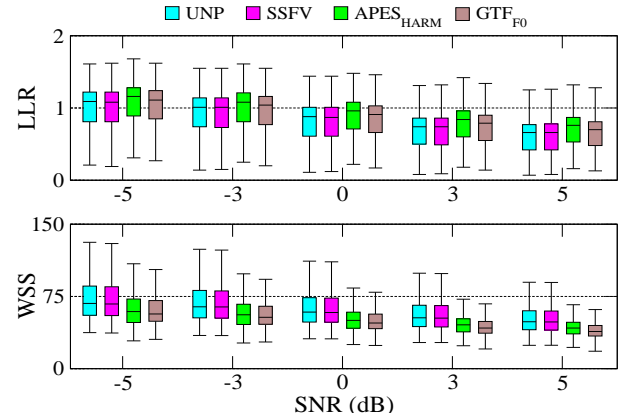 UNP SSFV APES_HARM GTF_F0
2
1
0
LLR
-5 -3 0 3 5
150
75
0
WSS
-5 -3 0 3 5
SNR (dB)